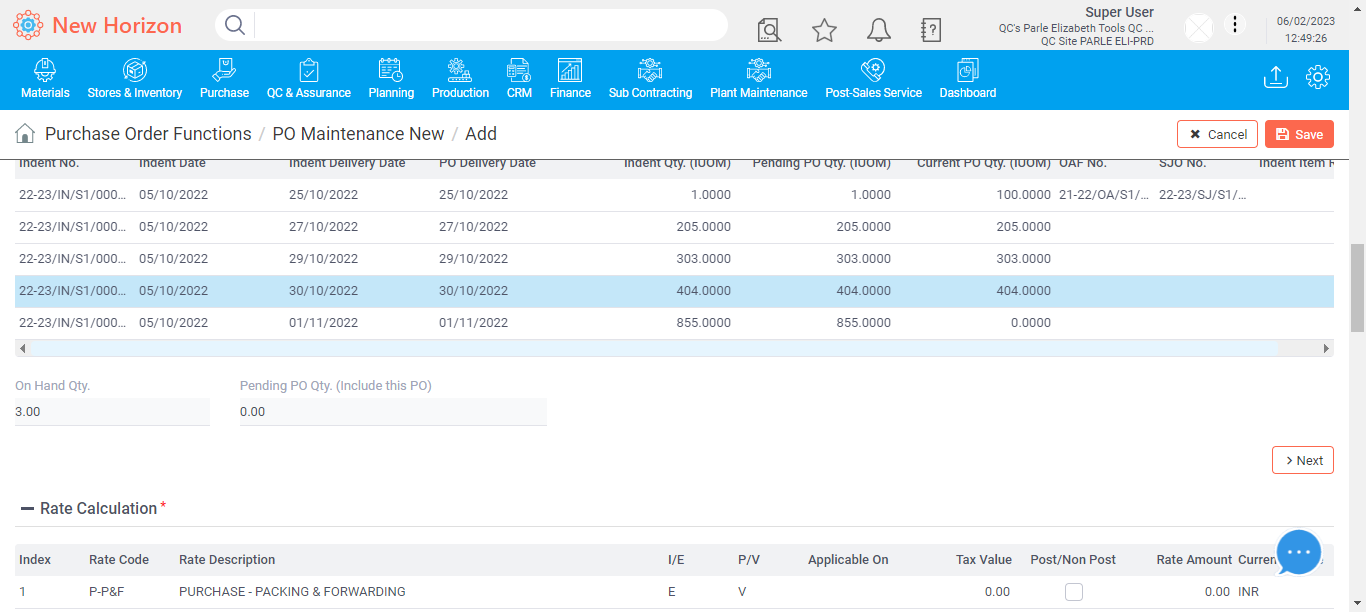 New Horizon
Super User
QC's Parle Elizabeth Tools QC ...
QC Site PARLE ELI-PRD
06/02/2023
12:49:26
Materials Stores & Inventory Purchase QC & Assurance Planning Production CRM Finance Sub Contracting Plant Maintenance Post-Sales Service Dashboard
Purchase Order Functions / PO Maintenance New / Add
Cancel Save
Indent No. Indent Date Indent Delivery Date PO Delivery Date Indent Qty. (IUOM) Pending PO Qty. (IUOM) Current PO Qty. (IUOM) OAF No. SJO No. Indent Item R
22-23/IN/S1/000... 05/10/2022 25/10/2022 25/10/2022 1.0000 1.0000 100.0000 21-22/OA/S1/... 22-23/SJ/S1/...
22-23/IN/S1/000... 05/10/2022 27/10/2022 27/10/2022 205.0000 205.0000 205.0000
22-23/IN/S1/000... 05/10/2022 29/10/2022 29/10/2022 303.0000 303.0000 303.0000
22-23/IN/S1/000... 05/10/2022 30/10/2022 30/10/2022 404.0000 404.0000 404.0000
22-23/IN/S1/000... 05/10/2022 01/11/2022 01/11/2022 855.0000 855.0000 0.0000
On Hand Qty. Pending PO Qty. (Include this PO)
3.00 0.00
> Next
Rate Calculation *
Index Rate Code Rate Description I/E P/V Applicable On Tax Value Post/Non Post Rate Amount Curren
1 P-P&F PURCHASE - PACKING & FORWARDING E V 0.00 0.00 INR